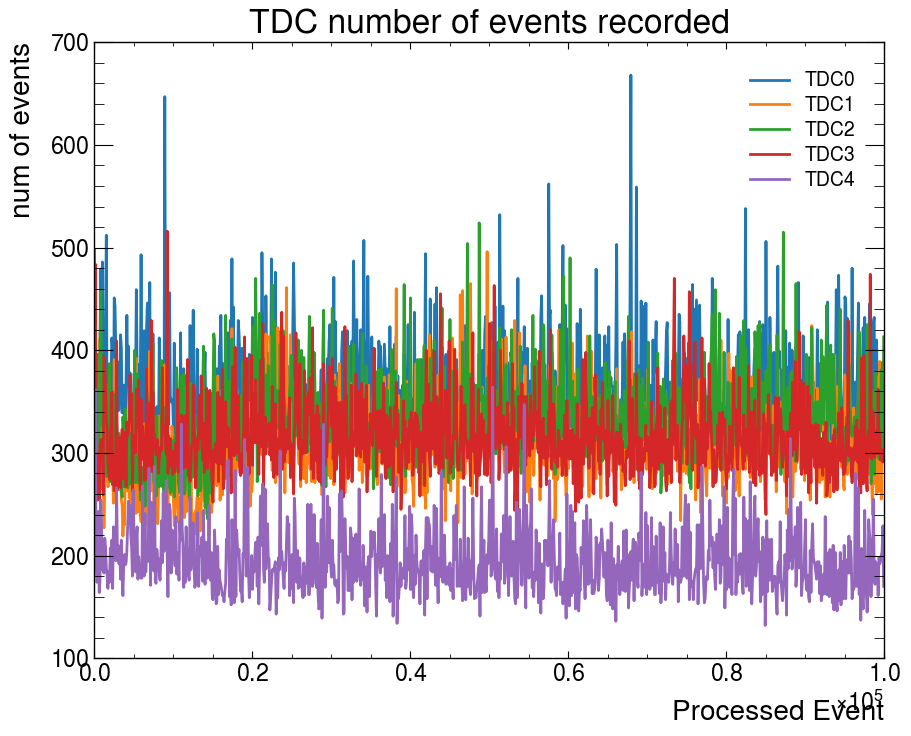 TDC number of events recorded
num of events
700
600
500
400
300
200
100
TDC0
TDC1
TDC2
TDC3
TDC4
0.0 0.2 0.4 0.6 0.8 1.0
×10⁵
Processed Event